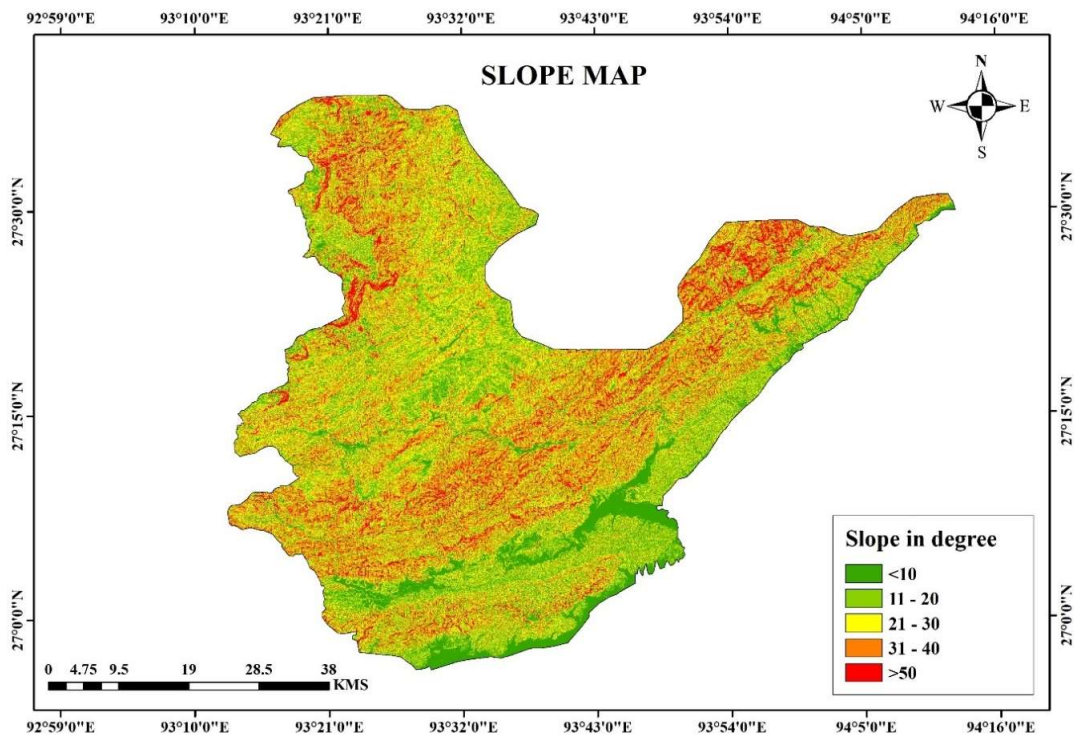 92°59'0"E 93°10'0"E 93°21'0"E 93°32'0"E 93°43'0"E 93°54'0"E 94°5'0"E 94°16'0"E
SLOPE MAP
N
W E
S
27°30'0"N 27°30'0"N
27°15'0"N 27°15'0"N
27°0'0"N 27°0'0"N
Slope in degree
<10
11 - 20
21 - 30
31 - 40
>50
0 4.75 9.5 19 28.5 38
KMS
92°59'0"E 93°10'0"E 93°21'0"E 93°32'0"E 93°43'0"E 93°54'0"E 94°5'0"E 94°16'0"E